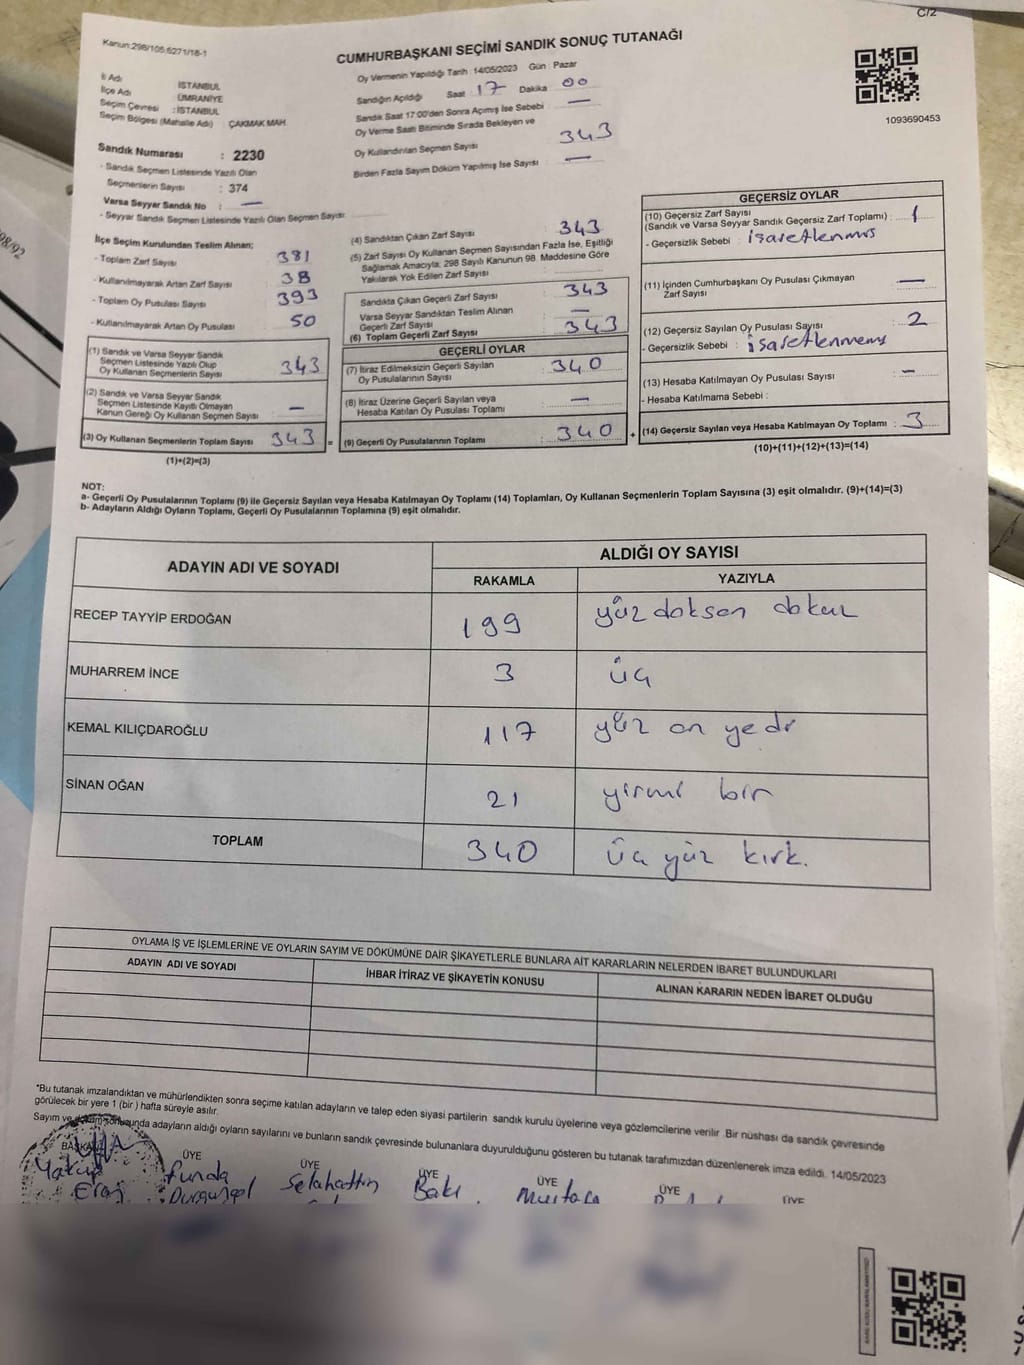 C/2
Kanun:298/105;6271/16-1
CUMHURBAŞKANI SEÇİMİ SANDIK SONUÇ TUTANAĞI
İli Adı : İSTANBUL
İlçe Adı : ÜMRANİYE
Seçim Çevresi : İSTANBUL
Seçim Bölgesi (Mahalle Adı) : ÇAKMAK MAH.
Sandık Numarası : 2230
- Sandık Seçmen Listesinde Yazılı Olan
Seçmenlerin Sayısı : 374
Varsa Seyyar Sandık No : —
- Seyyar Sandık Seçmen Listesinde Yazılı Olan Seçmen Sayısı
Oy Vermenin Yapıldığı Tarih : 14/05/2023 Gün : Pazar
Sandığın Açıldığı Saat 17 Dakika 00
Sandık Saat 17:00'den Sonra Açımış İse Sebebi : —
Oy Verme Saati Bitiminde Sırada Bekleyen ve
Oy Kullandırılan Seçmen Sayısı : 343
Birden Fazla Sayım Döküm Yapılmış İse Sayısı : —
1093690453
İlçe Seçim Kurulundan Teslim Alınan;
- Toplam Zarf Sayısı : 381
- Kullanılmayarak Artan Zarf Sayısı : 38
- Toplam Oy Pusulası Sayısı : 393
- Kullanılmayarak Artan Oy Pusulası : 50
(1) Sandık ve Varsa Seyyar Sandık
Seçmen Listesinde Yazılı Olup
Oy Kullanan Seçmenlerin Sayısı : 343
(2) Sandık ve Varsa Seyyar Sandık
Seçmen Listesinde Kayıtlı Olmayan
Kanun Gereği Oy Kullanan Seçmen Sayısı : —
(3) Oy Kullanan Seçmenlerin Toplam Sayısı : 343 =
(1)+(2)=(3)
(4) Sandıktan Çıkan Zarf Sayısı : 343
(5) Zarf Sayısı Oy Kullanan Seçmen Sayısından Fazla İse, Eşitliği
Sağlamak Amacıyla, 298 Sayılı Kanunun 98. Maddesine Göre
Yakılarak Yok Edilen Zarf Sayısı :
Sandıkta Çıkan Geçerli Zarf Sayısı : 343
Varsa Seyyar Sandıktan Teslim Alınan
Geçerli Zarf Sayısı : —
(6) Toplam Geçerli Zarf Sayısı : 343
GEÇERLİ OYLAR
(7) İtiraz Edilmeksizin Geçerli Sayılan
Oy Pusulalarının Sayısı : 340
(8) İtiraz Üzerine Geçerli Sayılan veya
Hesaba Katılan Oy Pusulası Toplamı : —
(9) Geçerli Oy Pusulalarının Toplamı : 340 +
GEÇERSİZ OYLAR
(10) Geçersiz Zarf Sayısı
(Sandık ve Varsa Seyyar Sandık Geçersiz Zarf Toplamı) : 1
- Geçersizlik Sebebi : işaretlenmiş
(11) İçinden Cumhurbaşkanı Oy Pusulası Çıkmayan
Zarf Sayısı : —
(12) Geçersiz Sayılan Oy Pusulası Sayısı : 2
- Geçersizlik Sebebi : işaretlenmemş
(13) Hesaba Katılmayan Oy Pusulası Sayısı : —
- Hesaba Katılmama Sebebi :
(14) Geçersiz Sayılan veya Hesaba Katılmayan Oy Toplamı : 3
(10)+(11)+(12)+(13)=(14)
NOT:
a- Geçerli Oy Pusulalarının Toplamı (9) ile Geçersiz Sayılan veya Hesaba Katılmayan Oy Toplamı (14) Toplamları, Oy Kullanan Seçmenlerin Toplam Sayısına (3) eşit olmalıdır. (9)+(14)=(3)
b- Adayların Aldığı Oyların Toplamı, Geçerli Oy Pusulalarının Toplamına (9) eşit olmalıdır.
ADAYIN ADI VE SOYADI ALDIĞI OY SAYISI
RAKAMLA YAZIYLA
RECEP TAYYİP ERDOĞAN 199 yüz doksan dokuz
MUHARREM İNCE 3 üç
KEMAL KILIÇDAROĞLU 117 yüz on yedi
SİNAN OĞAN 21 yirmi bir
TOPLAM 340 üç yüz kırk.
OYLAMA İŞ VE İŞLEMLERİNE VE OYLARIN SAYIM VE DÖKÜMÜNE DAİR ŞİKAYETLERLE BUNLARA AİT KARARLARIN NELERDEN İBARET BULUNDUKLARI
ADAYIN ADI VE SOYADI İHBAR İTİRAZ VE ŞİKAYETİN KONUSU ALINAN KARARIN NEDEN İBARET OLDUĞU
*Bu tutanak imzalandıktan ve mühürlendikten sonra seçime katılan adayların ve talep eden siyasi partilerin sandık kurulu üyelerine veya gözlemcilerine verilir. Bir nüshası da sandık çevresinde
görülecek bir yere 1 (bir ) hafta süreyle asılır.
Sayım ve döküm sonucunda adayların aldığı oyların sayılarını ve bunların sandık çevresinde bulunanlara duyurulduğunu gösteren bu tutanak tarafımızdan düzenlenerek imza edildi. 14/05/2023
BAŞKAN ÜYE ÜYE ÜYE ÜYE ÜYE ÜYE
Yakup Funda Selahattin Bakı Mustafa
Durgungöl